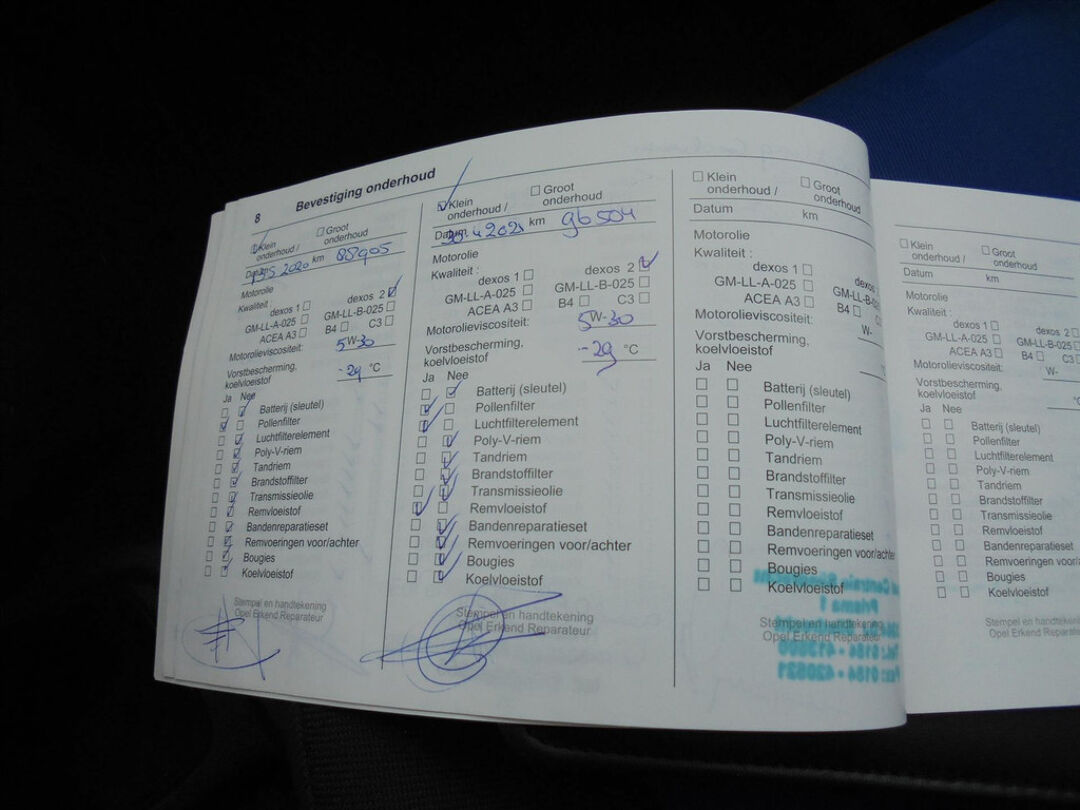 8 Bevestiging onderhoud
Klein onderhoud /
Groot onderhoud
Datum 2020 km 88905
Motorolie
Kwaliteit :
dexos 1 dexos 2
GM-LL-A-025 GM-LL-B-025
ACEA A3 B4 C3
Motorolieviscositeit: 5W-30
Vorstbescherming,
koelvloeistof -29 °C
Ja Nee
Batterij (sleutel)
Pollenfilter
Luchtfilterelement
Poly-V-riem
Tandriem
Brandstoffilter
Transmissieolie
Remvloeistof
Bandenreparatieset
Remvoeringen voor/achter
Bougies
Koelvloeistof
Stempel en handtekening
Opel Erkend Reparateur
Klein onderhoud /
Groot onderhoud
Datum 4 2021 km 96504
Motorolie
Kwaliteit :
dexos 1 dexos 2
GM-LL-A-025 GM-LL-B-025
ACEA A3 B4 C3
Motorolieviscositeit: 5W-30
Vorstbescherming,
koelvloeistof -29 °C
Ja Nee
Batterij (sleutel)
Pollenfilter
Luchtfilterelement
Poly-V-riem
Tandriem
Brandstoffilter
Transmissieolie
Remvloeistof
Bandenreparatieset
Remvoeringen voor/achter
Bougies
Koelvloeistof
Stempel en handtekening
Opel Erkend Reparateur
Klein onderhoud /
Groot onderhoud
Datum km
Motorolie
Kwaliteit :
dexos 1
GM-LL-A-025
ACEA A3 B4
Motorolieviscositeit: W-
Vorstbescherming,
koelvloeistof
Ja Nee
Batterij (sleutel)
Pollenfilter
Luchtfilterelement
Poly-V-riem
Tandriem
Brandstoffilter
Transmissieolie
Remvloeistof
Bandenreparatieset
Remvoeringen voor/achter
Bougies
Koelvloeistof
Stempel en handtekening
Opel Erkend Reparateur
Klein onderhoud /
Groot onderhoud
Datum km
Motorolie
Kwaliteit :
dexos 1 dexos 2
GM-LL-A-025 GM-LL-B-025
ACEA A3 B4 C3
Motorolieviscositeit: W-
Vorstbescherming,
koelvloeistof
Ja Nee
Batterij (sleutel)
Pollenfilter
Luchtfilterelement
Poly-V-riem
Tandriem
Brandstoffilter
Transmissieolie
Remvloeistof
Bandenreparatieset
Remvoeringen
Bougies
Koelvloeistof
Stempel en
Opel Erkend